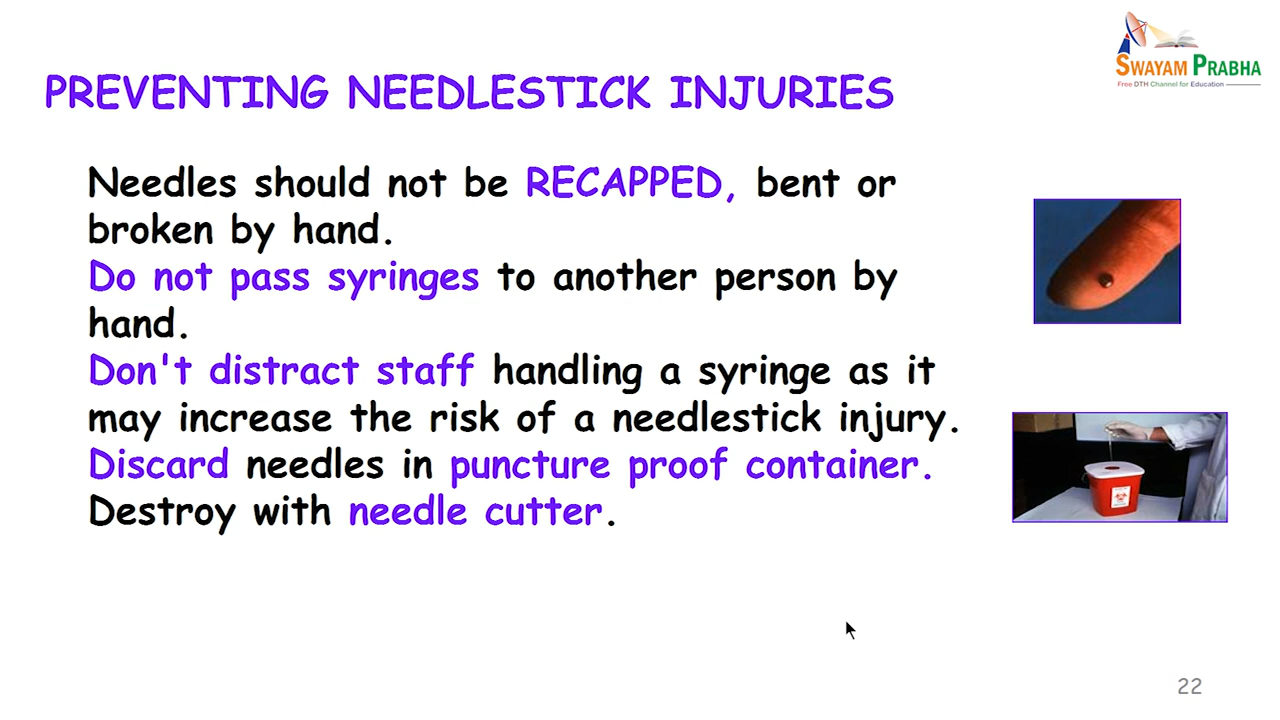 SWAYAM PRABHA
Free DTH Channel for Education
PREVENTING NEEDLESTICK INJURIES
Needles should not be RECAPPED, bent or
broken by hand.
Do not pass syringes to another person by
hand.
Don't distract staff handling a syringe as it
may increase the risk of a needlestick injury.
Discard needles in puncture proof container.
Destroy with needle cutter.
22